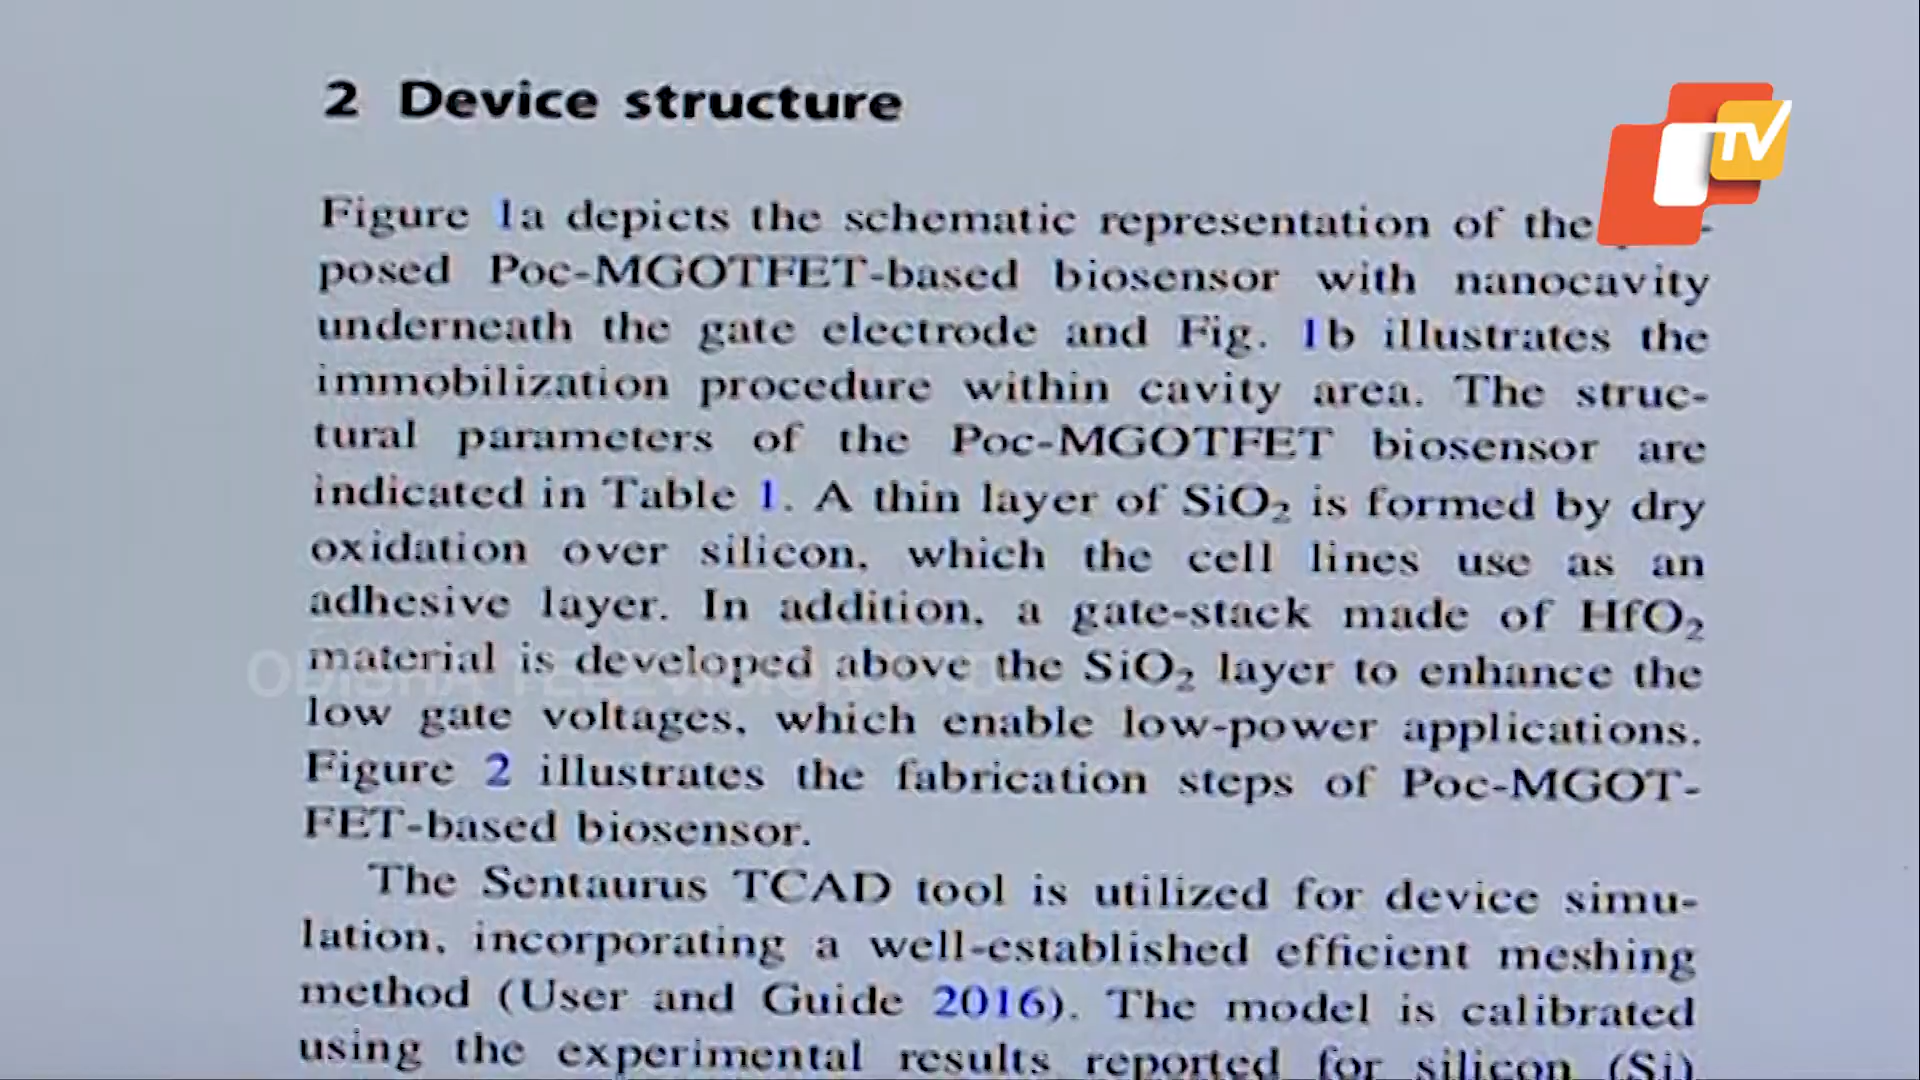 2 Device structure
TV
Figure 1a depicts the schematic representation of the
posed Poc-MGOTFET-based biosensor with nanocavity
underneath the gate electrode and Fig. 1b illustrates the
immobilization procedure within cavity area. The struc-
tural parameters of the Poc-MGOTFET biosensor are
indicated in Table 1. A thin layer of SiO₂ is formed by dry
oxidation over silicon, which the cell lines use as an
adhesive layer. In addition, a gate-stack made of HfO₂
material is developed above the SiO₂ layer to enhance the
ODISHA TELEVISION LTD
low gate voltages, which enable low-power applications.
Figure 2 illustrates the fabrication steps of Poc-MGOT-
FET-based biosensor.
The Sentaurus TCAD tool is utilized for device simu-
lation, incorporating a well-established efficient meshing
method (User and Guide 2016). The model is calibrated
using the experimental results reported for silicon (Si)